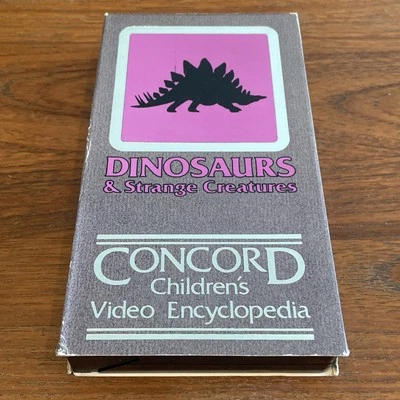 DINOSAURS
& Strange Creatures
CONCORD
Children's
Video Encyclopedia